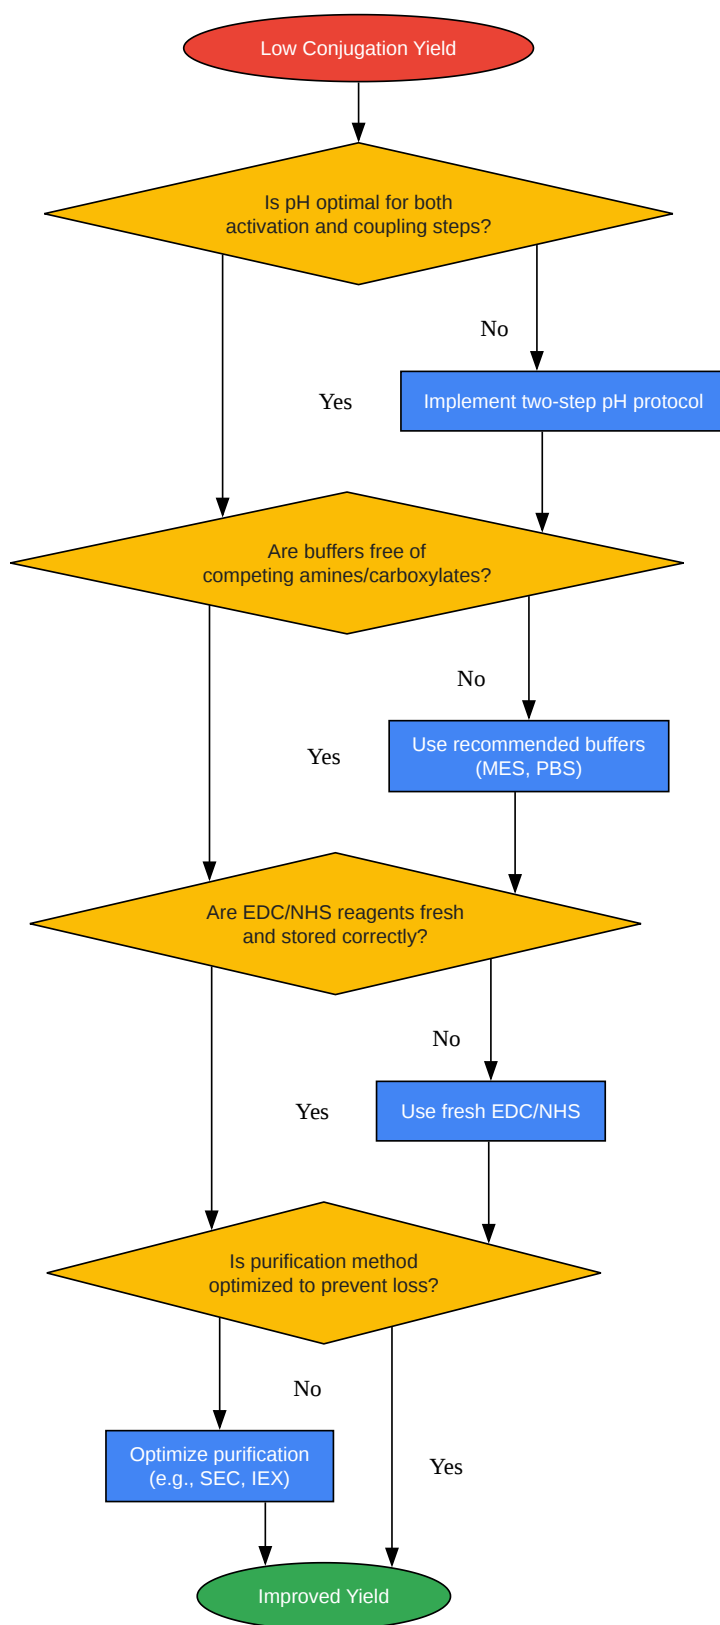 Low Conjugation Yield
Is pH optimal for both
activation and coupling steps?
No
Yes
Implement two-step pH protocol
Are buffers free of
competing amines/carboxylates?
No
Yes
Use recommended buffers
(MES, PBS)
Are EDC/NHS reagents fresh
and stored correctly?
No
Yes
Use fresh EDC/NHS
Is purification method
optimized to prevent loss?
No
Optimize purification
(e.g., SEC, IEX)
Yes
Improved Yield